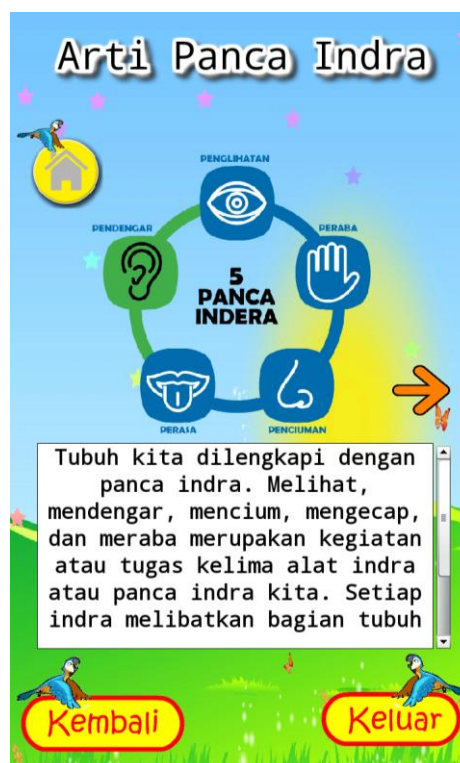 Arti Panca Indra
PENGLIHATAN
PENDENGAR
PERABA
5
PANCA
INDERA
PERASA
PENCIUMAN
Tubuh kita dilengkapi dengan
panca indra. Melihat,
mendengar, mencium, mengecap,
dan meraba merupakan kegiatan
atau tugas kelima alat indra
atau panca indra kita. Setiap
indra melibatkan bagian tubuh
Kembali
Keluar